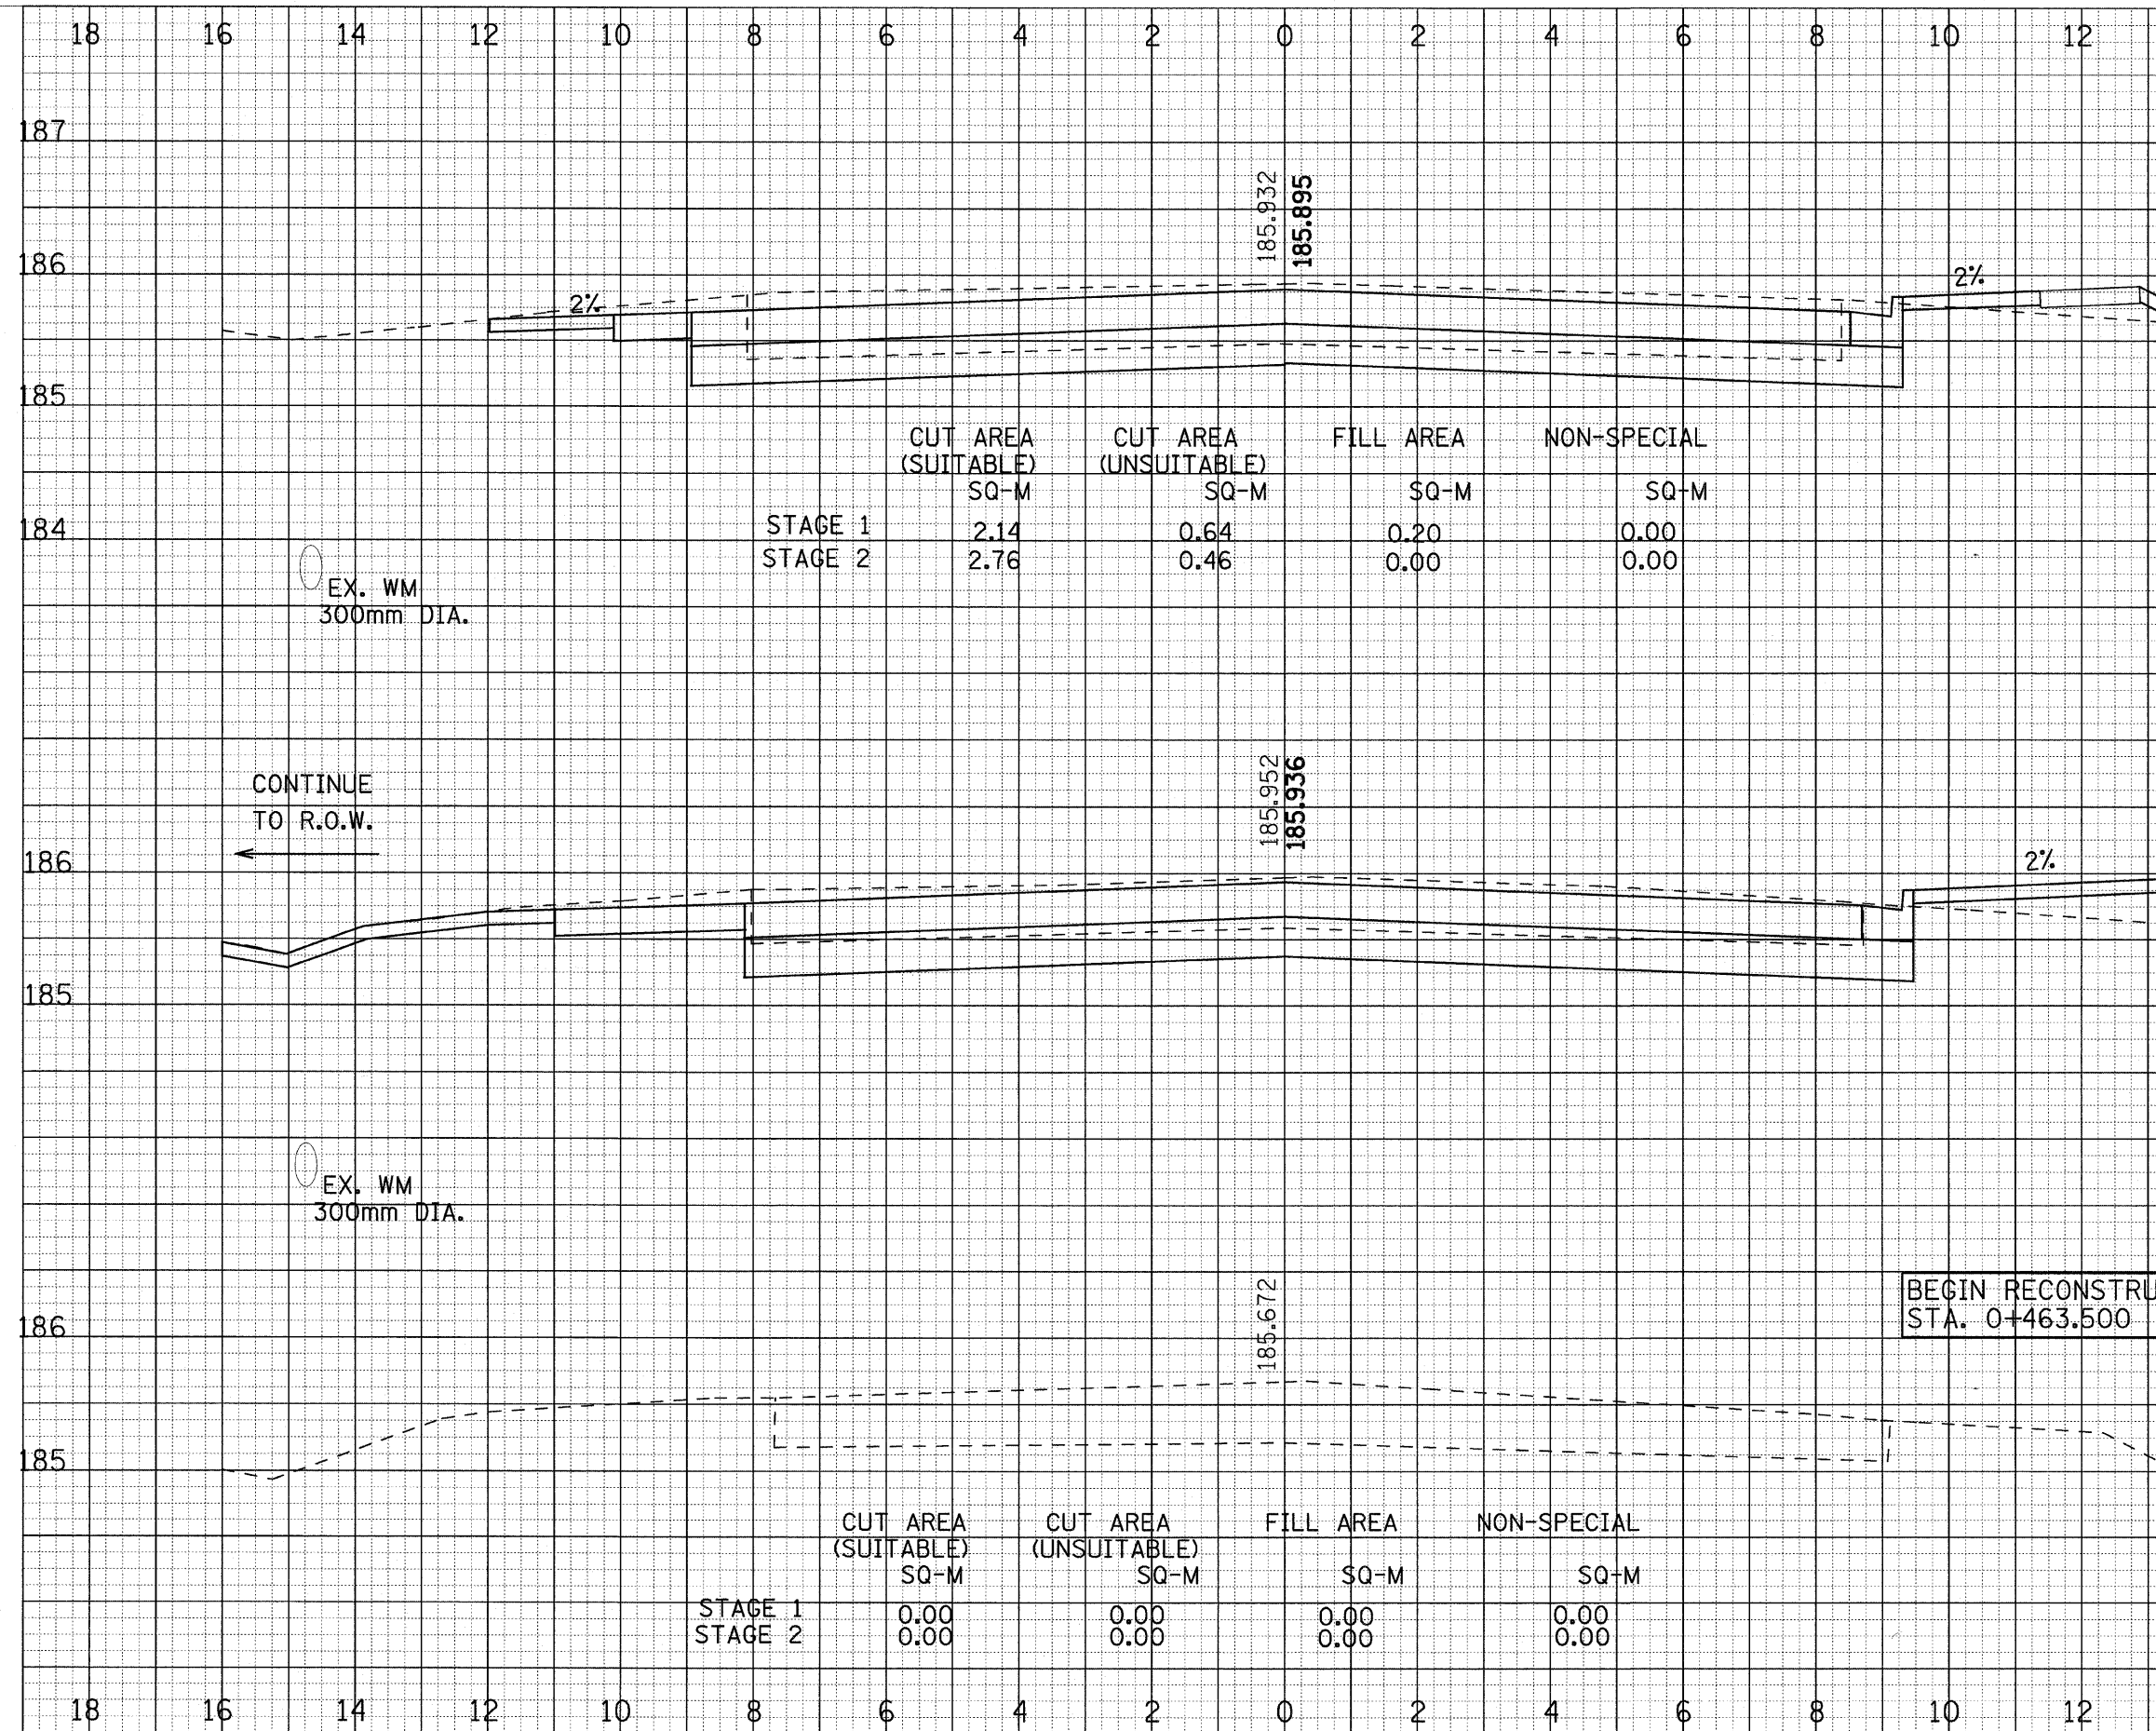 18 16 14 12 10 8 6 4 2 0 2 4 6 8 10 12
187
185.932
185.895
186
2%
2%
185
CUT AREA CUT AREA FILL AREA NON-SPECIAL
(SUITABLE) (UNSUITABLE)
SQ-M SQ-M SQ-M SQ-M
184
STAGE 1 2.14 0.64 0.20 0.00
STAGE 2 2.76 0.46 0.00 0.00
EX. WM
300mm DIA.
CONTINUE
TO R.O.W.
185.952
185.936
186
2%
185
EX. WM
300mm DIA.
185.672
BEGIN RECONSTRU
STA. 0+463.500
186
185
CUT AREA CUT AREA FILL AREA NON-SPECIAL
(SUITABLE) (UNSUITABLE)
SQ-M SQ-M SQ-M SQ-M
STAGE 1 0.00 0.00 0.00 0.00
STAGE 2 0.00 0.00 0.00 0.00
18 16 14 12 10 8 6 4 2 0 2 4 6 8 10 12